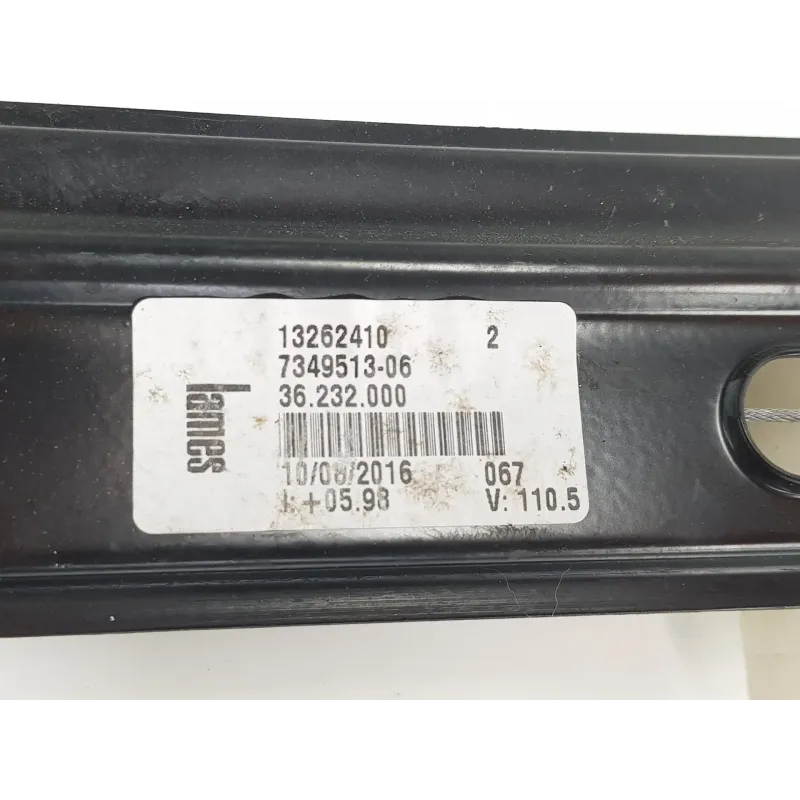 13262410 2
7349513-06
36.232.000
Lames
10/08/2016 067
I:+05.98 V: 110.5